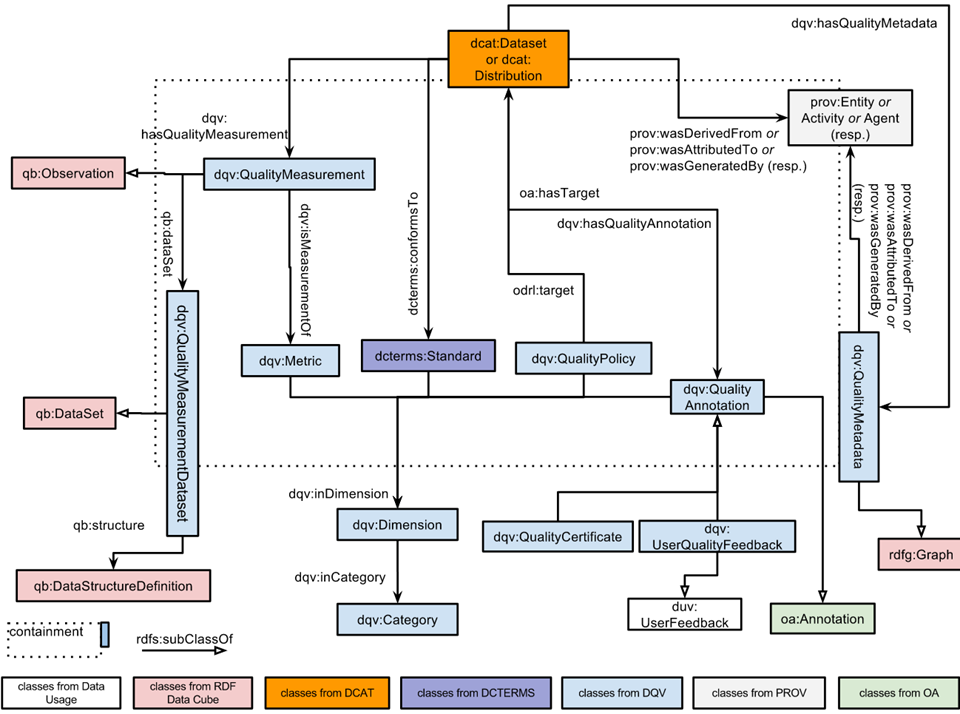 dqv:hasQualityMetadata
dcat:Dataset
or dcat:
Distribution
dqv:
hasQualityMeasurement
prov:Entity or
Activity or Agent
(resp.)
prov:wasDerivedFrom or
prov:wasAttributedTo or
prov:wasGeneratedBy (resp.)
qb:Observation
dqv:QualityMeasurement
oa:hasTarget
dqv:hasQualityAnnotation
qb:dataSet
dqv:isMeasurementOf
dcterms:conformsTo
prov:wasDerivedFrom or
prov:wasAttributedTo or
prov:wasGeneratedBy
(resp.)
odrl:target
dqv:QualityMeasurementDataset
dqv:Metric
dcterms:Standard
dqv:QualityPolicy
dqv:QualityMetadata
dqv:Quality
Annotation
qb:DataSet
dqv:inDimension
qb:structure
dqv:Dimension
dqv:QualityCertificate
dqv:
UserQualityFeedback
rdfg:Graph
qb:DataStructureDefinition
dqv:inCategory
dqv:Category
duv:
UserFeedback
oa:Annotation
containment
rdfs:subClassOf
classes from Data
Usage
classes from RDF
Data Cube
classes from DCAT
classes from DCTERMS
classes from DQV
classes from PROV
classes from OA